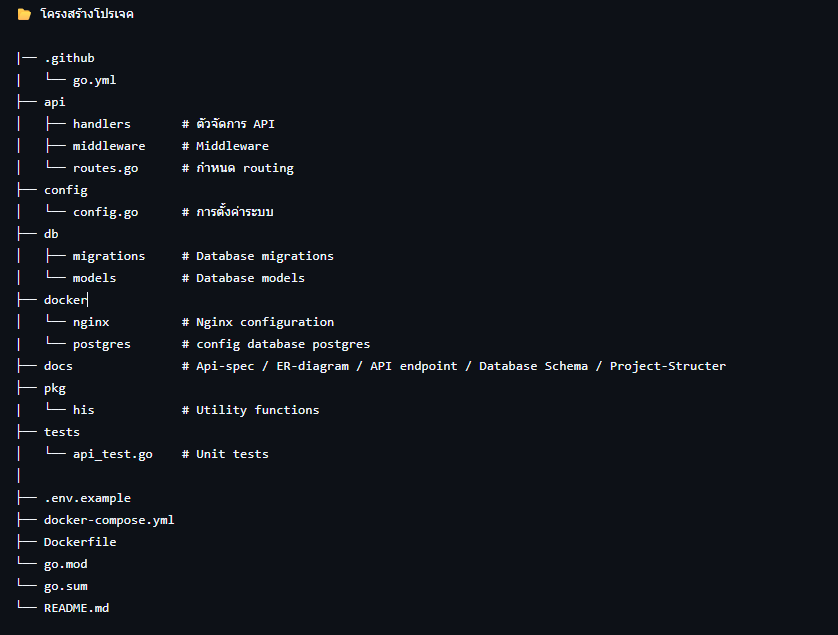 📂 โครงสร้างโปรเจค
|── .github
|   └── go.yml
├── api
│   ├── handlers       # ตัวจัดการ API
│   ├── middleware     # Middleware
│   └── routes.go      # กำหนด routing
├── config
│   └── config.go      # การตั้งค่าระบบ
├── db
│   ├── migrations     # Database migrations
│   └── models         # Database models
├── docker
│   └── nginx          # Nginx configuration
|   └── postgres       # config database postgres
├── docs               # Api-spec / ER-diagram / API endpoint / Database Schema / Project-Structer
├── pkg
|   └── his            # Utility functions
├── tests
│   └── api_test.go    # Unit tests
│
├── .env.example
├── docker-compose.yml
├── Dockerfile
└── go.mod
└── go.sum
└── README.md